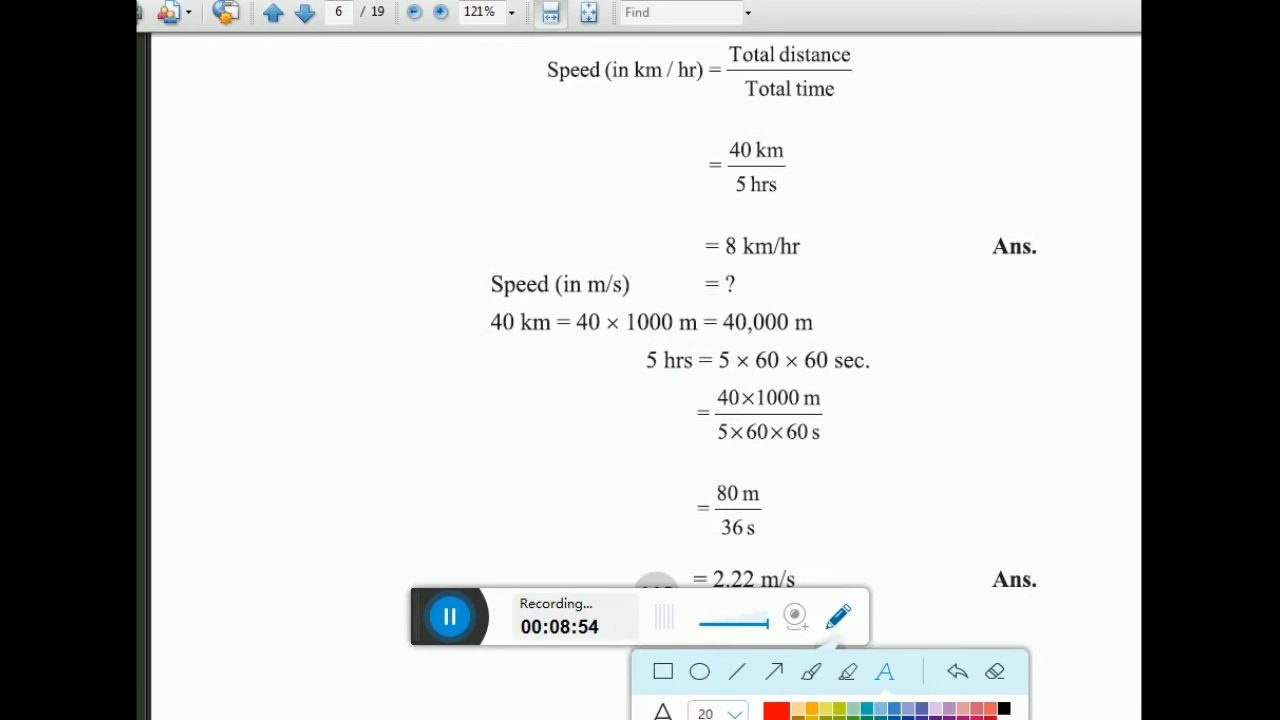 6 / 19 121% Find
Speed (in km / hr) = Total distance
Total time
= 40 km
5 hrs
= 8 km/hr Ans.
Speed (in m/s) = ?
40 km = 40 × 1000 m = 40,000 m
5 hrs = 5 × 60 × 60 sec.
= 40×1000 m
5×60×60 s
= 80 m
36 s
= 2.22 m/s Ans.
Recording...
00:08:54
A
A 20